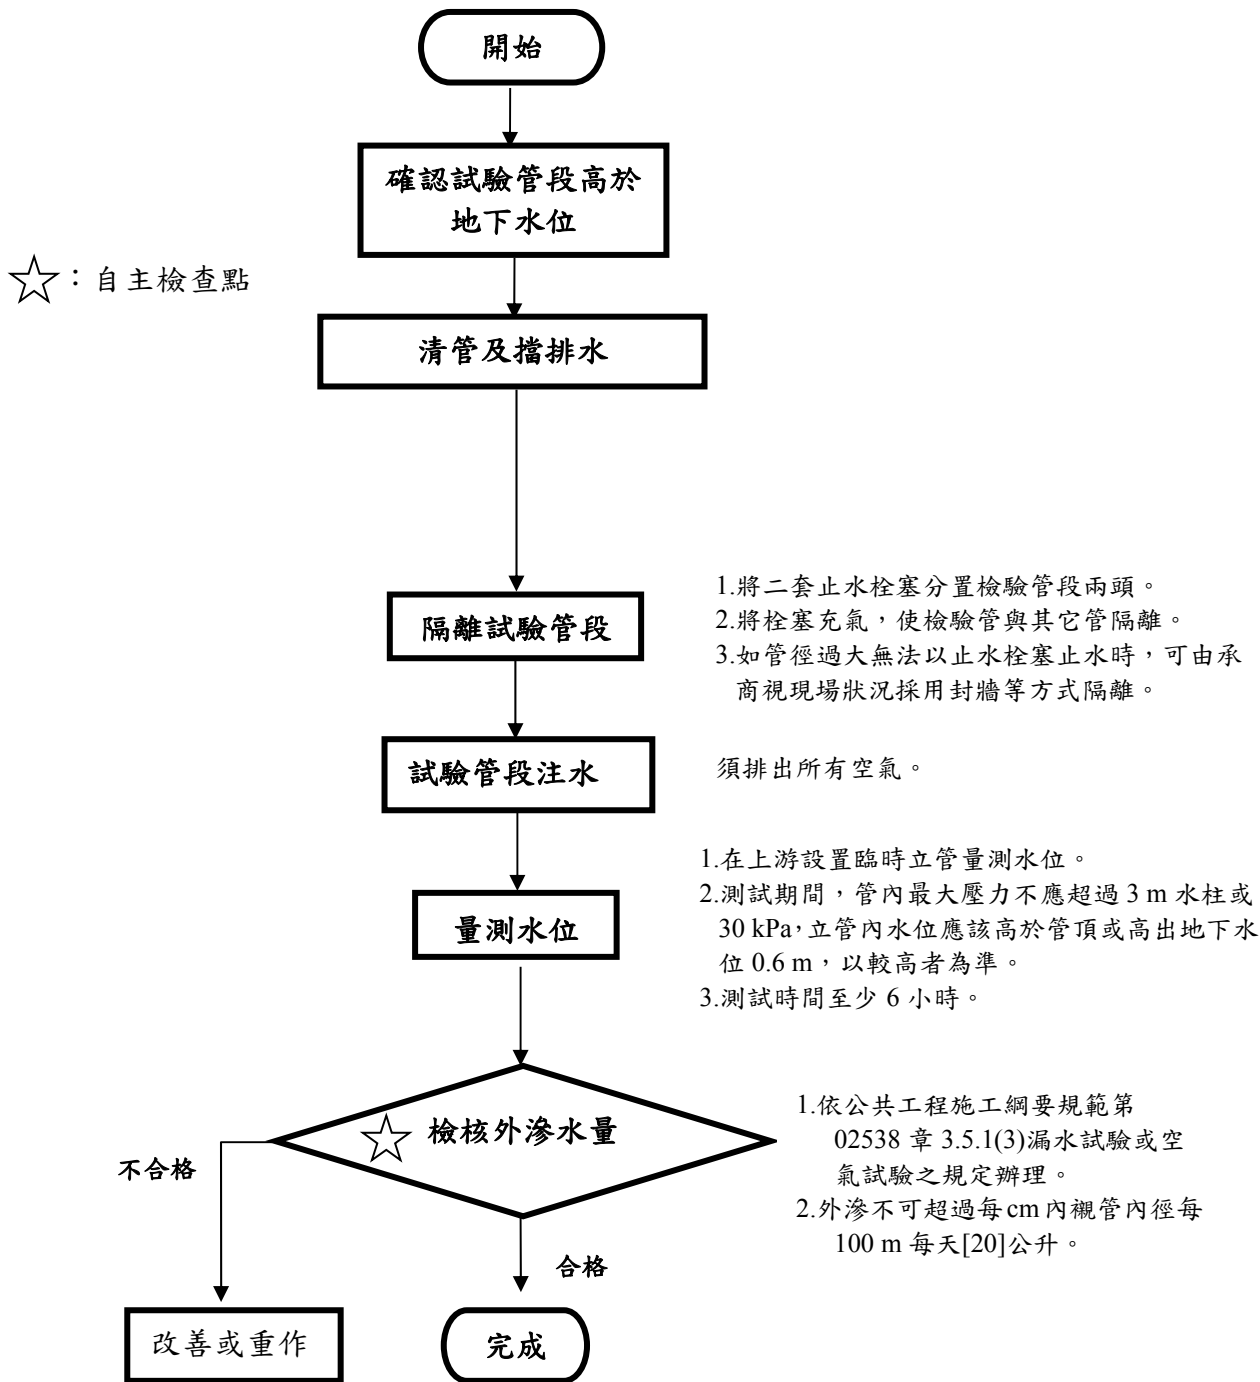 開始
確認試驗管段高於
地下水位
☆：自主檢查點
清管及擋排水
隔離試驗管段
1.將二套止水栓塞分置檢驗管段兩頭。
2.將栓塞充氣，使檢驗管與其它管隔離。
3.如管徑過大無法以止水栓塞止水時，可由承
商視現場狀況採用封牆等方式隔離。
試驗管段注水
須排出所有空氣。
量測水位
1.在上游設置臨時立管量測水位。
2.測試期間，管內最大壓力不應超過 3 m 水柱或
30 kPa，立管內水位應該高於管頂或高出地下水
位 0.6 m，以較高者為準。
3.測試時間至少 6 小時。
☆ 檢核外滲水量
1.依公共工程施工綱要規範第
02538 章 3.5.1(3)漏水試驗或空
氣試驗之規定辦理。
2.外滲不可超過每 cm 內襯管內徑每
100 m 每天[20]公升。
不合格
合格
改善或重作
完成